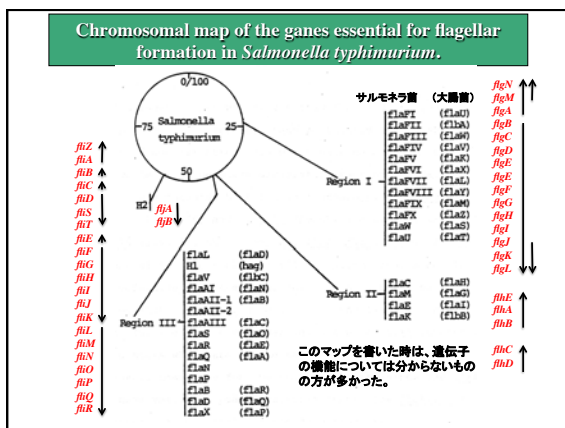 Chromosomal map of the ganes essential for flagellar
formation in Salmonella typhimurium.
0/100
75
Salmonella
typhimurium
25
50
H2
fljA
fljB
fliZ
fliA
fliB
fliC
fliD
fliS
fliT
fliE
fliF
fliG
fliH
fliI
fliJ
fliK
fliL
fliM
fliN
fliO
fliP
fliQ
fliR
Region III
flaL (flaD)
H1 (hag)
flaV (flbC)
flaAI (flaN)
flaAII-1 (flaB)
flaAII-2
flaAIII (flaC)
flaS (flaO)
flaR (flaE)
flaQ (flaA)
flaN
flaP
flaB (flaR)
flaD (flaQ)
flaX (flaP)
サルモネラ菌 (大腸菌)
Region I
flaFI (flaU)
flaFII (flbA)
flaFIII (flaW)
flaFIV (flaV)
flaFV (flaK)
flaFVI (flaX)
flaFVII (flaL)
flaFVIII (flaY)
flaFIX (flaM)
flaFX (flaZ)
flaW (flaS)
flaU (flaT)
Region II
flaC (flaH)
flaM (flaG)
flaE (flaI)
flaK (flbB)
flgN
flgM
flgA
flgB
flgC
flgD
flgE
flgE
flgF
flgG
flgH
flgI
flgJ
flgK
flgL
flhE
flhA
flhB
flhC
flhD
このマップを書いた時は、遺伝子
の機能については分からないもの
の方が多かった。